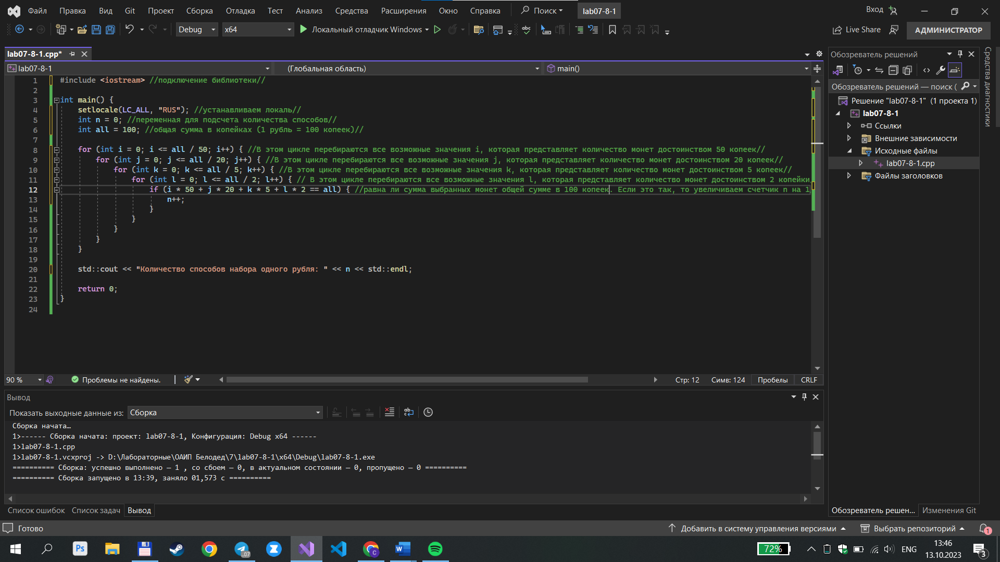 Файл Правка Вид Git Проект Сборка Отладка Тест Анализ Средства Расширения Окно Справка Поиск lab07-8-1 Вход
Debug x64 Локальный отладчик Windows Live Share АДМИНИСТРАТОР
lab07-8-1.cpp*
lab07-8-1 (Глобальная область) main()
1 #include <iostream> //подключение библиотеки//
2
3 int main() {
4 setlocale(LC_ALL, "RUS"); //устанавливаем локаль//
5 int n = 0; //переменная для подсчета количества способов//
6 int all = 100; //общая сумма в копейках (1 рубль = 100 копеек)//
7
8 for (int i = 0; i <= all / 50; i++) { //В этом цикле перебираются все возможные значения i, которая представляет количество монет достоинством 50 копеек//
9 for (int j = 0; j <= all / 20; j++) { //В этом цикле перебираются все возможные значения j, которая представляет количество монет достоинством 20 копеек//
10 for (int k = 0; k <= all / 5; k++) { //В этом цикле перебираются все возможные значения k, которая представляет количество монет достоинством 5 копеек//
11 for (int l = 0; l <= all / 2; l++) { // В этом цикле перебираются все возможные значения l, которая представляет количество монет достоинством 2 копейки
12 if (i * 50 + j * 20 + k * 5 + l * 2 == all) { //равна ли сумма выбранных монет общей сумме в 100 копеек. Если это так, то увеличиваем счетчик n на 1
13 n++;
14 }
15 }
16 }
17 }
18 }
19
20 std::cout << "Количество способов набора одного рубля: " << n << std::endl;
21
22 return 0;
23 }
24
90 % Проблемы не найдены. Стр: 12 Симв: 124 Пробелы CRLF
Вывод
Показать выходные данные из: Сборка
Сборка начата…
1>------ Сборка начата: проект: lab07-8-1, Конфигурация: Debug x64 ------
1>lab07-8-1.cpp
1>lab07-8-1.vcxproj -> D:\Лабораторные\ОАИП Белодед\7\lab07-8-1\x64\Debug\lab07-8-1.exe
========== Сборка: успешно выполнено — 1 , со сбоем — 0, в актуальном состоянии — 0, пропущено — 0 ==========
========== Сборка запущено в 13:39, заняло 01,573 с ==========
Список ошибок Список задач Вывод
Обозреватель решений
Обозреватель решений — поиск (
Решение "lab07-8-1" (1 проекта 1)
lab07-8-1
Ссылки
Внешние зависимости
Исходные файлы
lab07-8-1.cpp
Файлы заголовков
Обозреватель решен... Изменения Git
Средства диагностики
Готово Добавить в систему управления версиями Выбрать репозиторий 1
Ps ..07 C W 72% ENG 13:46 3
13.10.2023